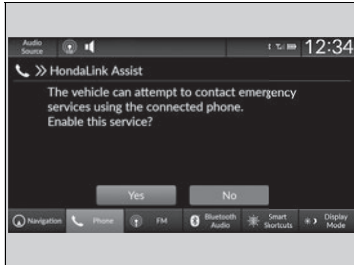 Audio
Source
12:34
HondaLink Assist
The vehicle can attempt to contact emergency
services using the connected phone.
Enable this service?
Yes No
Navigation Phone FM Bluetooth
Audio Smart
Shortcuts Display
Mode